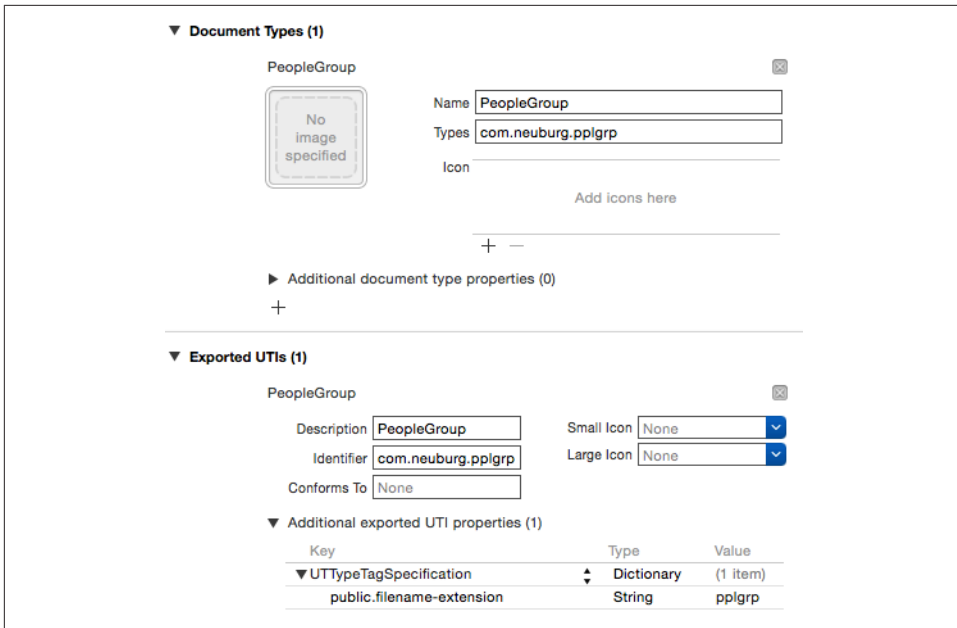 Document Types (1)
PeopleGroup
No
image
specified
Name PeopleGroup
Types com.neuburg.pplgrp
Icon
Add icons here
Additional document type properties (0)
Exported UTIs (1)
PeopleGroup
Description PeopleGroup Small Icon None
Identifier com.neuburg.pplgrp Large Icon None
Conforms To None
Additional exported UTI properties (1)
Key Type Value
UTTypeTagSpecification Dictionary (1 item)
public.filename-extension String pplgrp